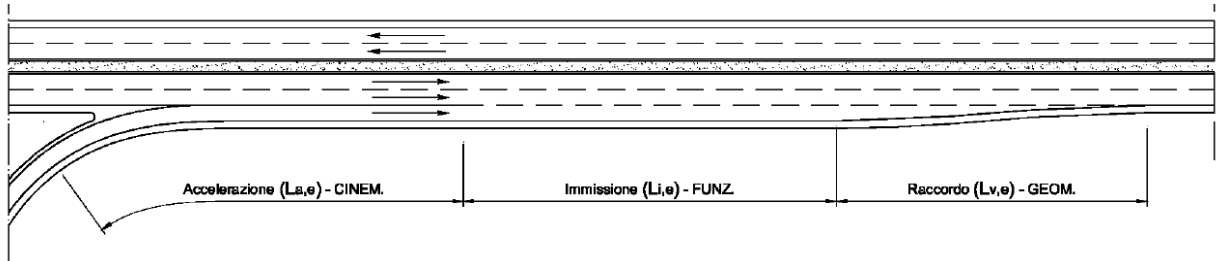 Accelerazione (La,e) - CINEM.
Immissione (Li,e) - FUNZ.
Raccordo (Lv,e) - GEOM.